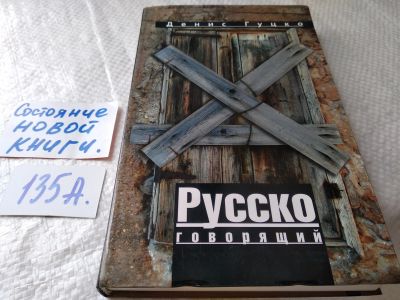 Денис Гуцко
Состояние
НОВОЙ
КНИГИ.
135А.
Русско
говорящий